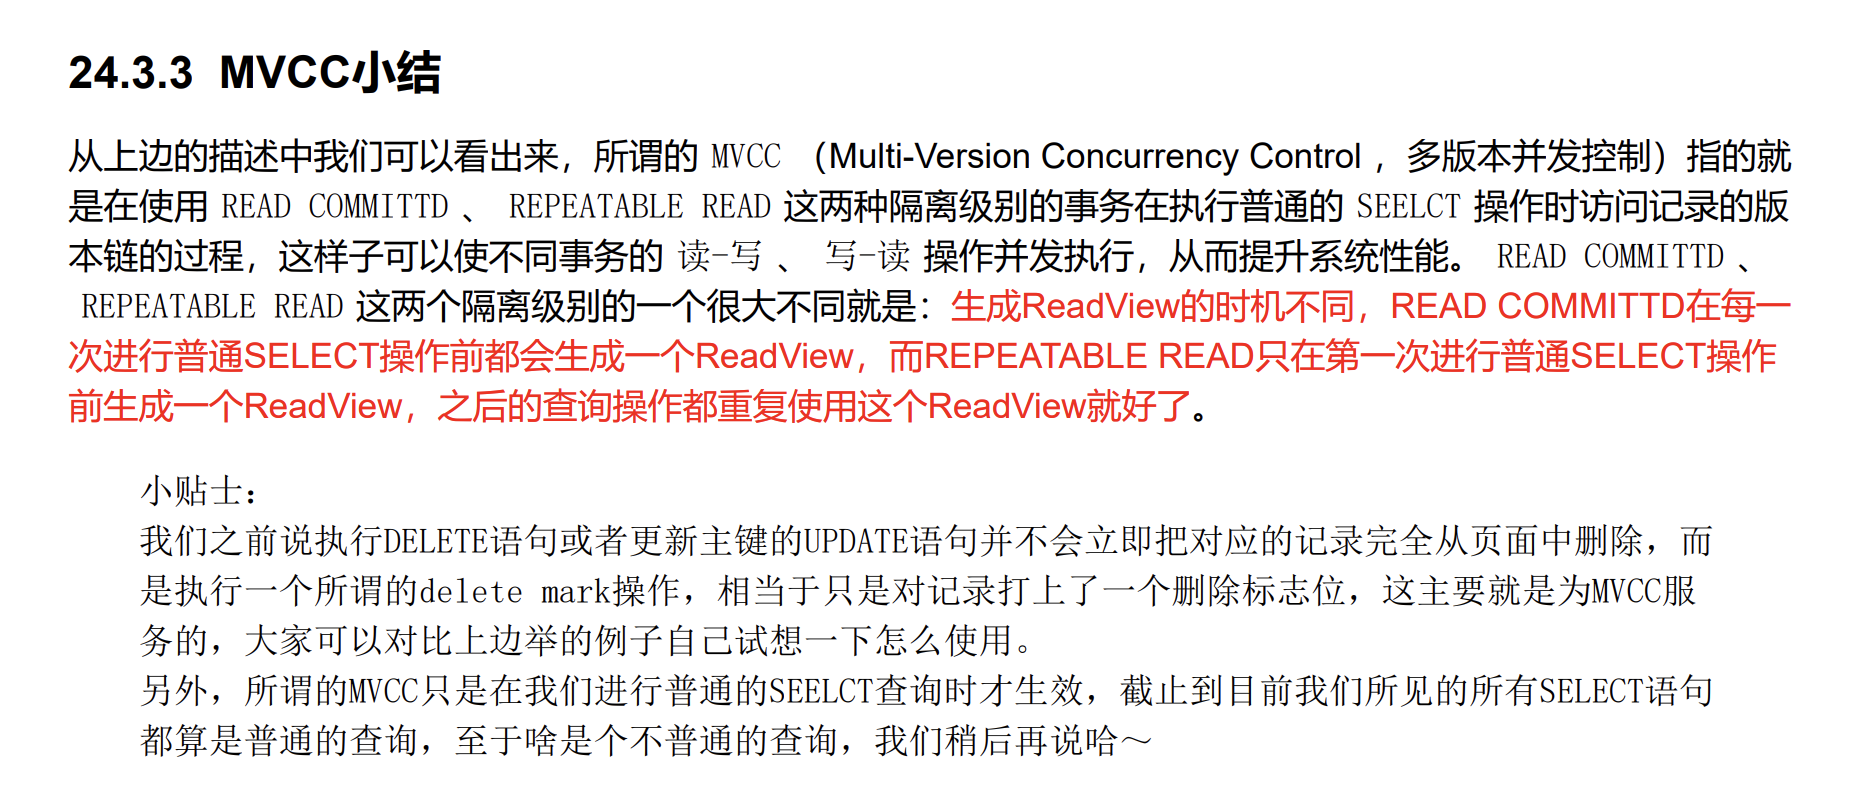 24.3.3 MVCC小结
从上边的描述中我们可以看出来，所谓的 MVCC （Multi-Version Concurrency Control ，多版本并发控制）指的就
是在使用 READ COMMITTD 、 REPEATABLE READ 这两种隔离级别的事务在执行普通的 SEELCT 操作时访问记录的版
本链的过程，这样子可以使不同事务的 读-写 、 写-读 操作并发执行，从而提升系统性能。 READ COMMITTD 、
REPEATABLE READ 这两个隔离级别的一个很大不同就是：生成ReadView的时机不同，READ COMMITTD在每一
次进行普通SELECT操作前都会生成一个ReadView，而REPEATABLE READ只在第一次进行普通SELECT操作
前生成一个ReadView，之后的查询操作都重复使用这个ReadView就好了。
小贴士：
我们之前说执行DELETE语句或者更新主键的UPDATE语句并不会立即把对应的记录完全从页面中删除，而
是执行一个所谓的delete mark操作，相当于只是对记录打上了一个删除标志位，这主要就是为MVCC服
务的，大家可以对比上边举的例子自己试想一下怎么使用。
另外，所谓的MVCC只是在我们进行普通的SEELCT查询时才生效，截止到目前我们所见的所有SELECT语句
都算是普通的查询，至于啥是个不普通的查询，我们稍后再说哈～